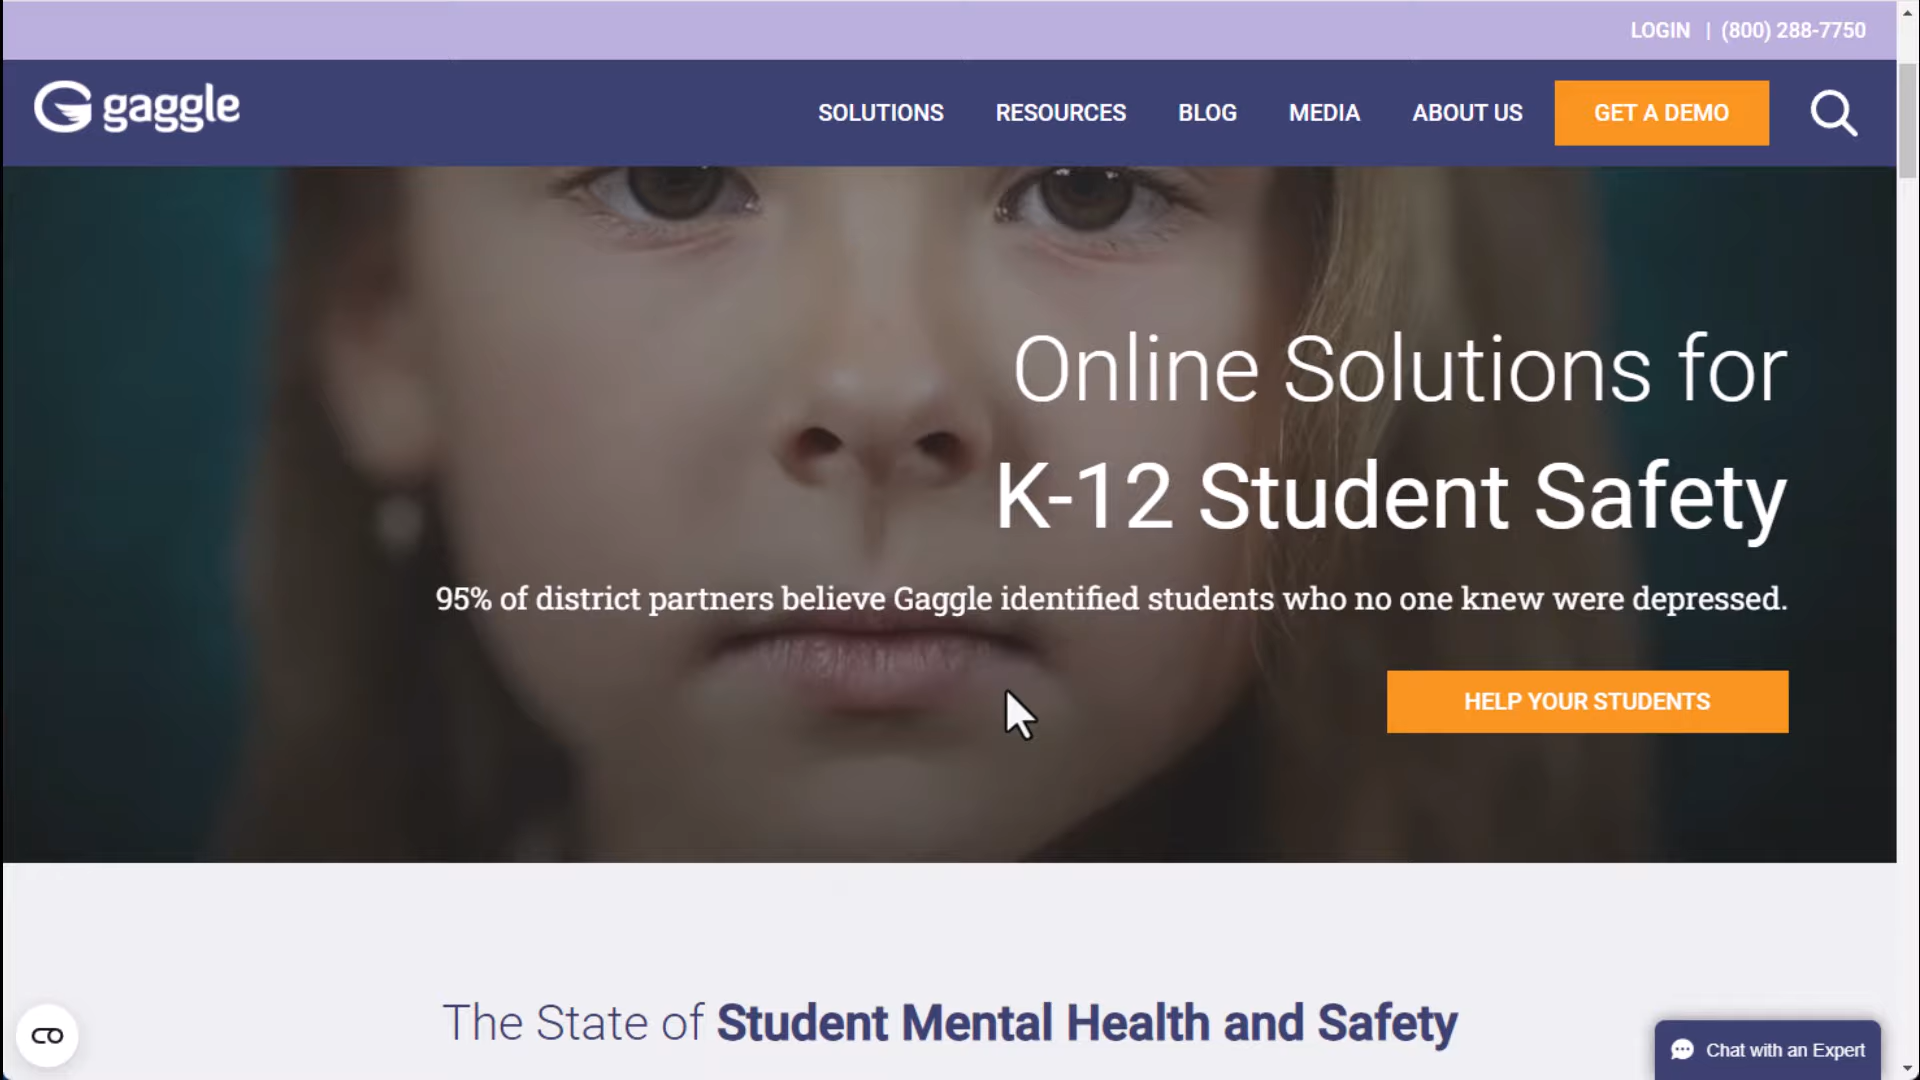 LOGIN | (800) 288-7750
gaggle
SOLUTIONS RESOURCES BLOG MEDIA ABOUT US GET A DEMO
Online Solutions for
K-12 Student Safety
95% of district partners believe Gaggle identified students who no one knew were depressed.
HELP YOUR STUDENTS
The State of Student Mental Health and Safety
Chat with an Expert